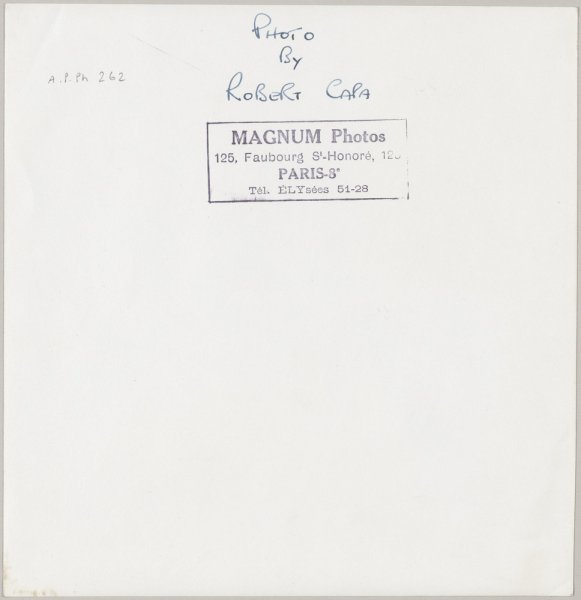 PHOTO
By
ROBERT CAPA
A.P.Ph 262
MAGNUM Photos
125, Faubourg St-Honoré, 125
PARIS-8e
Tél. ÉLYsées 51-28